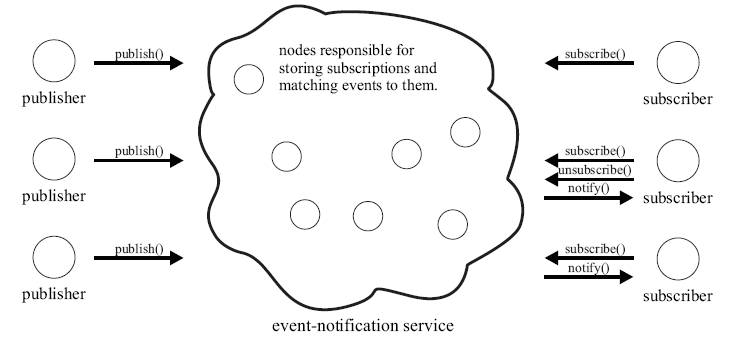 publish()
publisher
publish()
publisher
publish()
publisher
nodes responsible for
storing subscriptions and
matching events to them.
event-notification service
subscribe()
subscriber
subscribe()
unsubscribe()
notify()
subscriber
subscribe()
notify()
subscriber